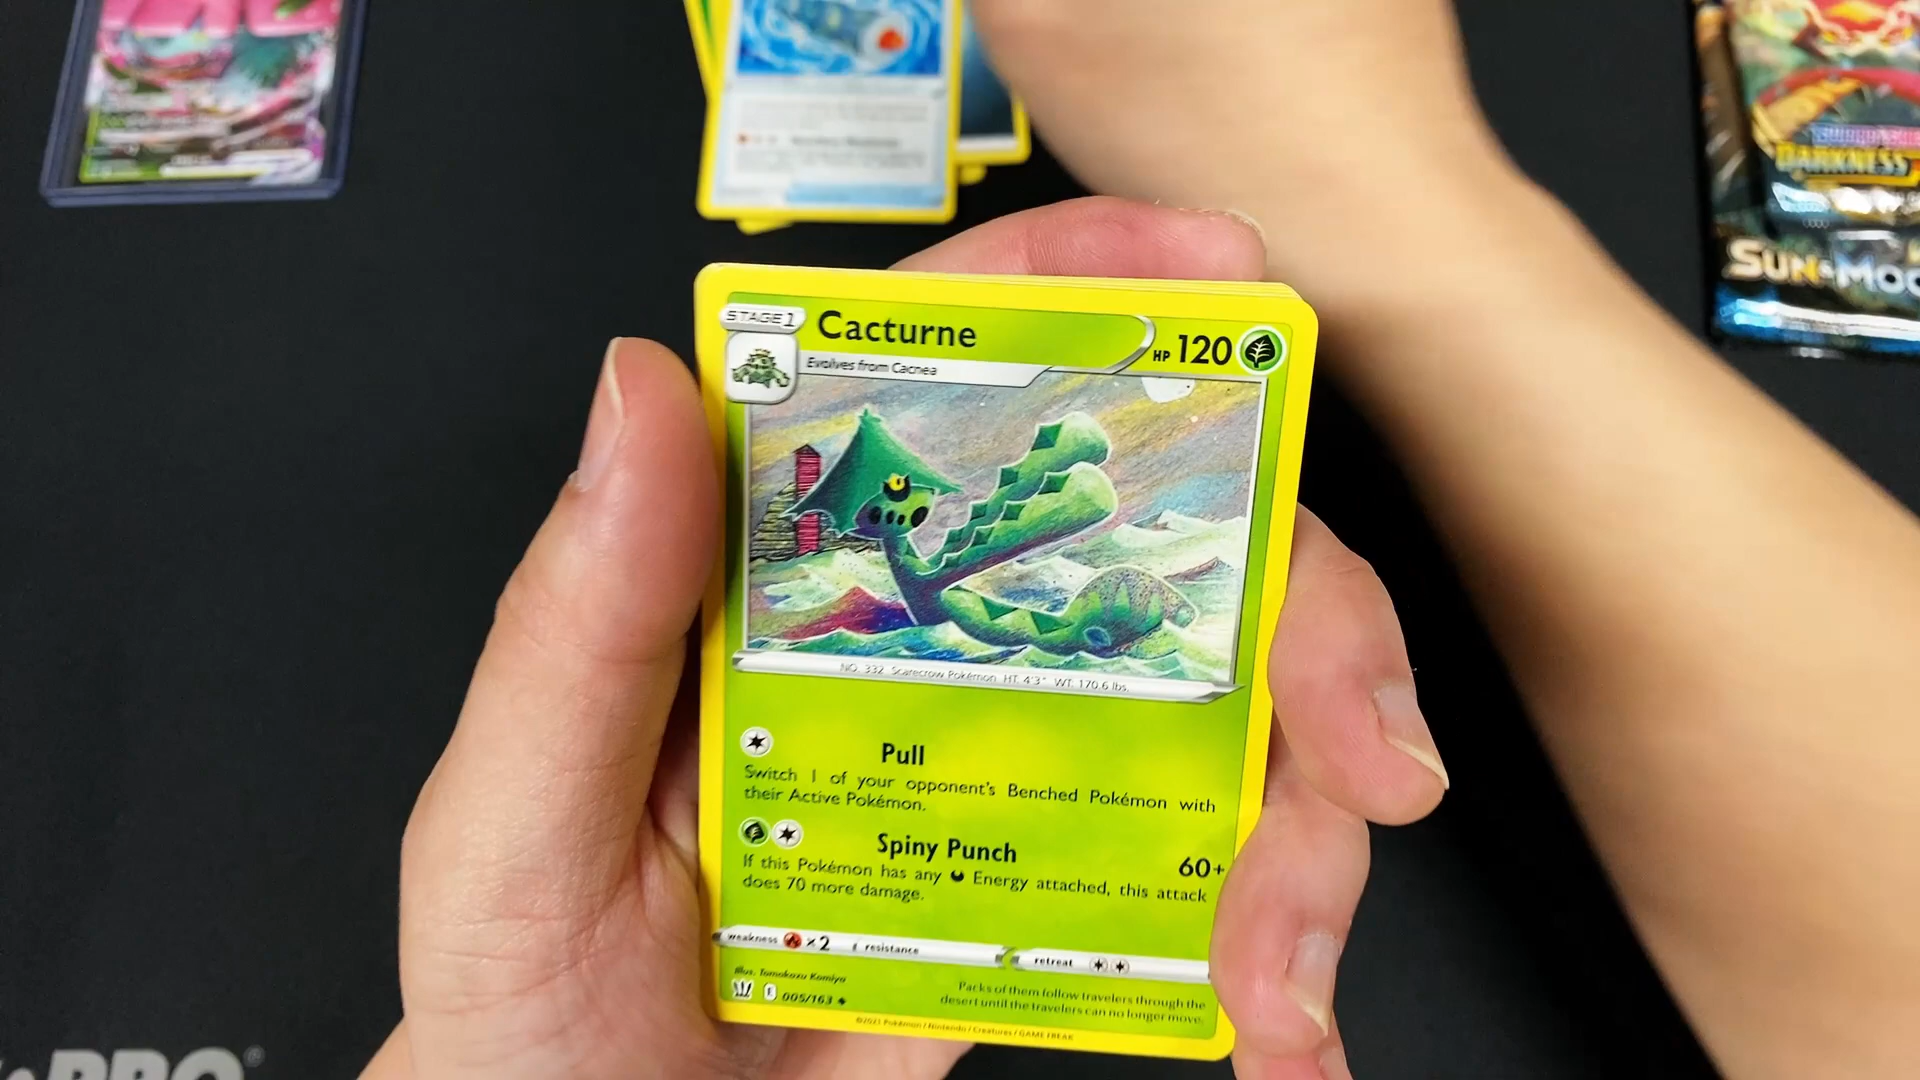 STAGE 1
Cacturne
HP 120
Evolves from Cacnea
NO. 332 Scarecrow Pokémon HT: 4'3" WT: 170.6 lbs.
Pull
Switch 1 of your opponent's Benched Pokémon with
their Active Pokémon.
Spiny Punch
60+
If this Pokémon has any Energy attached, this attack
does 70 more damage.
weakness ×2 resistance retreat
Illus. Tomokazu Komiya
E 005/163
Packs of them follow travelers through the
desert until the travelers can no longer move.
©2021 Pokémon / Nintendo / Creatures / GAME FREAK
DARKNESS
SUN & MOO
PRO®